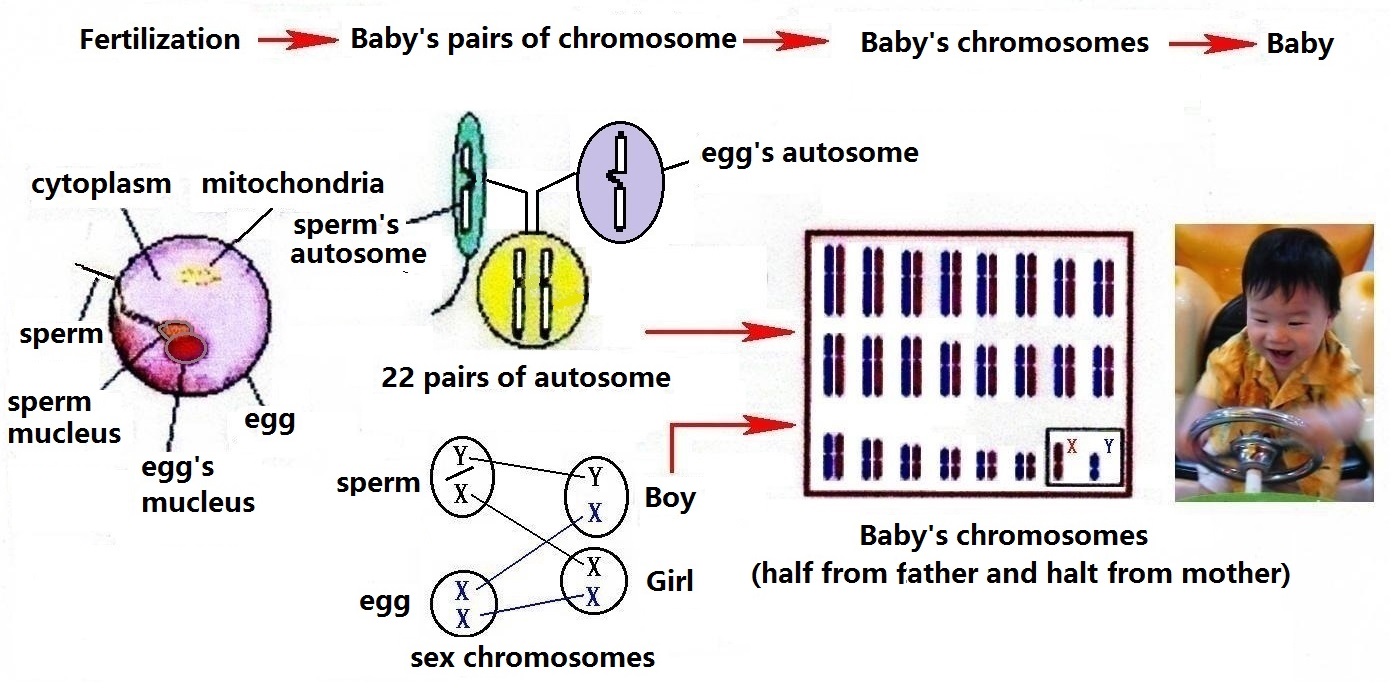 Fertilization
Baby's pairs of chromosome
Baby's chromosomes
Baby
cytoplasm
mitochondria
sperm
sperm
mucleus
egg's
mucleus
egg
sperm's
autosome
egg's autosome
22 pairs of autosome
sperm
Y
X
egg
X
X
Y
X
Boy
X
X
Girl
sex chromosomes
X Y
Baby's chromosomes
(half from father and halt from mother)